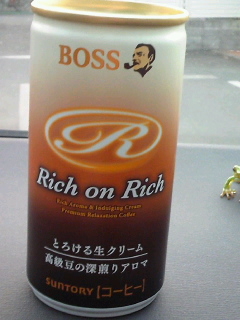 BOSS
R
Rich on Rich
Rich Aroma & Indulging Cream
Premium Relaxation Coffee
とろける生クリーム
高級豆の深煎りアロマ
SUNTORY [コーヒー]